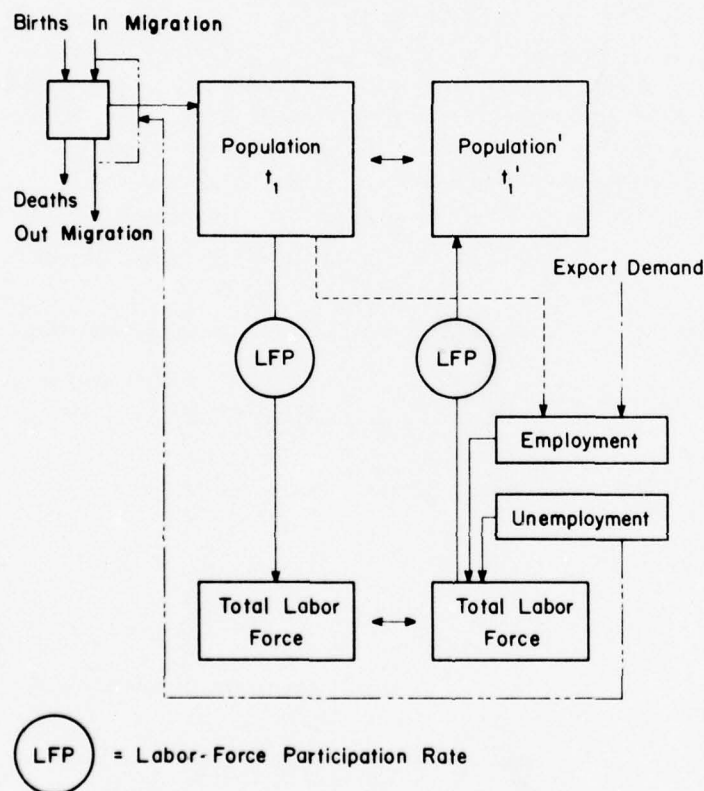 Births In Migration
Population
t₁
Population'
t₁'
Deaths
Out Migration
Export Demand
LFP
LFP
Employment
Unemployment
Total Labor
Force
Total Labor
Force
LFP = Labor-Force Participation Rate